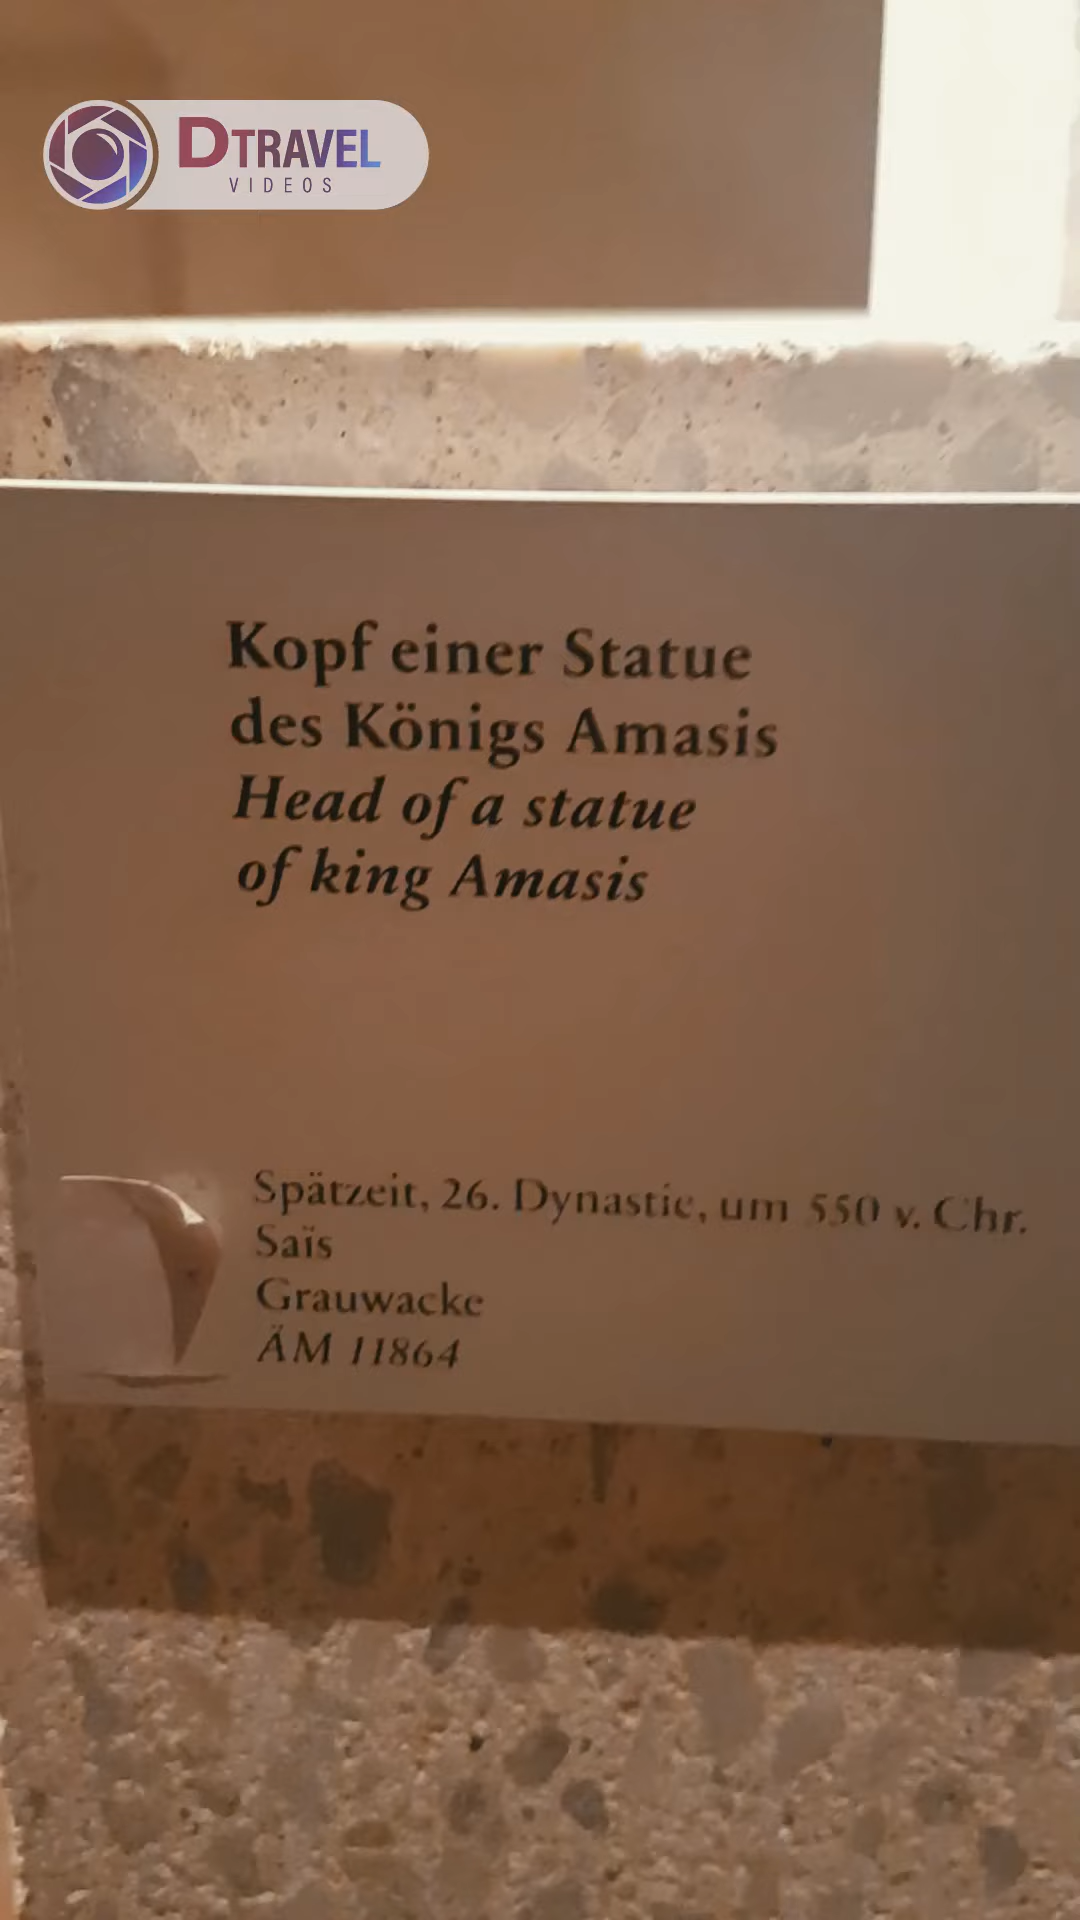 DTRAVEL
VIDEOS
Kopf einer Statue
des Königs Amasis
Head of a statue
of king Amasis
Spätzeit, 26. Dynastie, um 550 v. Chr.
Saïs
Grauwacke
ÄM 11864